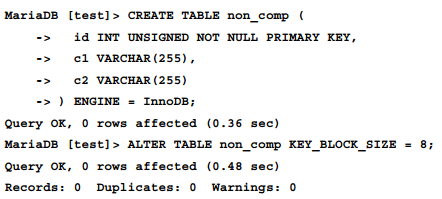 MariaDB [test]> CREATE TABLE non_comp (
    -> id INT UNSIGNED NOT NULL PRIMARY KEY,
    -> c1 VARCHAR(255),
    -> c2 VARCHAR(255)
    -> ) ENGINE = InnoDB;
Query OK, 0 rows affected (0.36 sec)
MariaDB [test]> ALTER TABLE non_comp KEY_BLOCK_SIZE = 8;
Query OK, 0 rows affected (0.48 sec)
Records: 0  Duplicates: 0  Warnings: 0